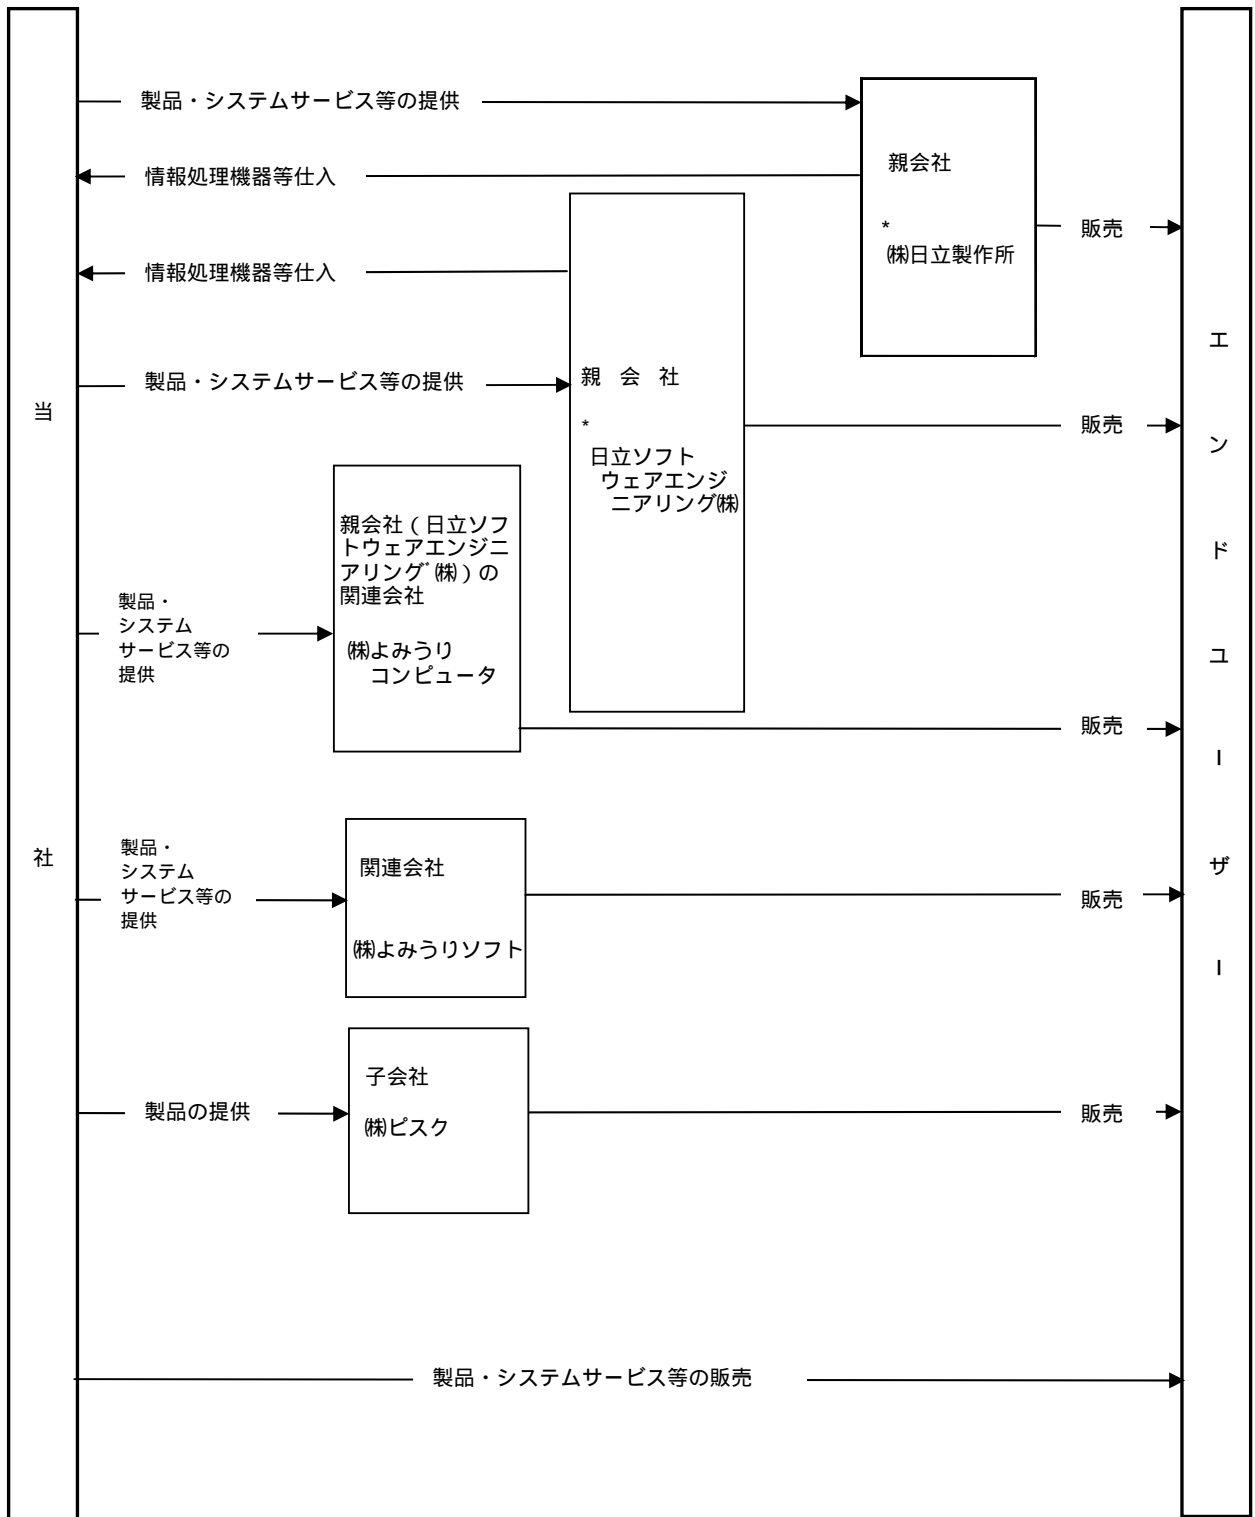 製品・システムサービス等の提供
親会社
情報処理機器等仕入
*
販売
㈱日立製作所
情報処理機器等仕入
製品・システムサービス等の提供
親 会 社
*
販売
日立ソフト
ウェアエンジ
ニアリング㈱
親会社（日立ソフ
トウェアエンジニ
アリング゛㈱）の
関連会社
㈱よみうり
コンピュータ
製品・
システム
サービス等の
提供
販売
製品・
システム
サービス等の
提供
関連会社
㈱よみうりソフト
販売
子会社
㈱ピスク
製品の提供
販売
製品・システムサービス等の販売
当社
エンドユーザー